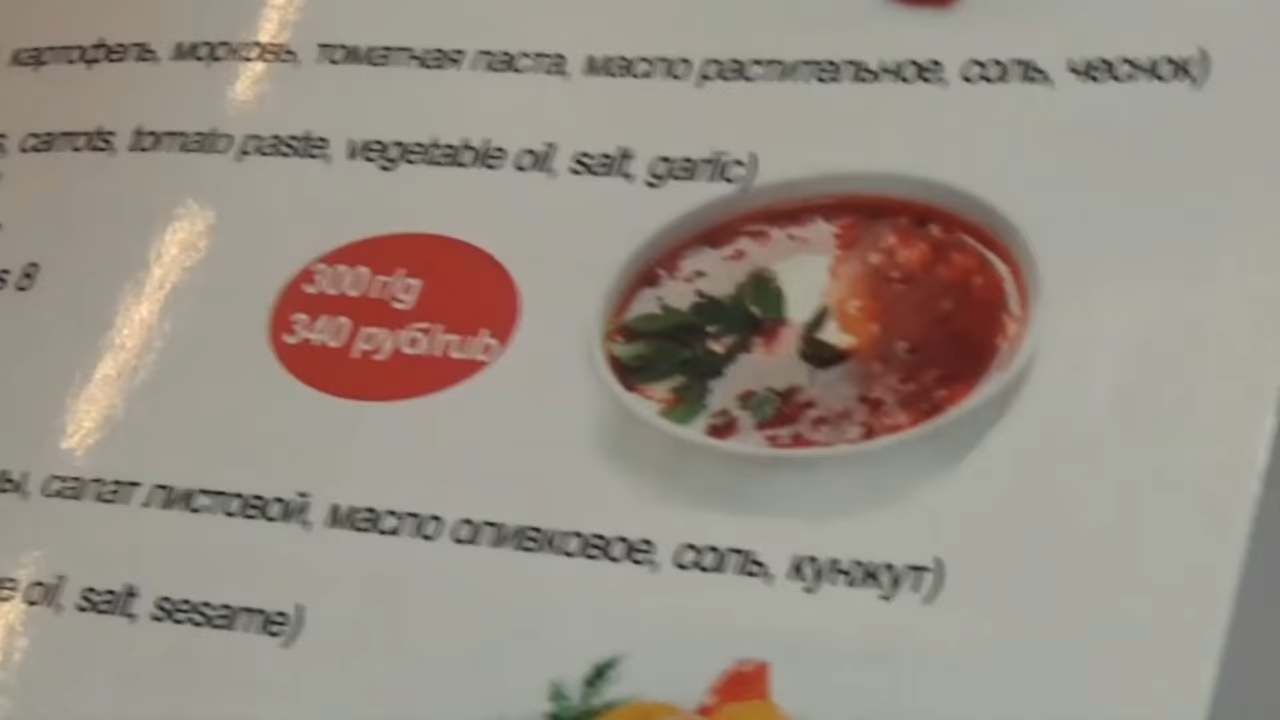 картофель, морковь, томатная паста, масло растительное, соль, чеснок)
carrots, tomato paste, vegetable oil, salt, garlic)
8
300 г/g
340 руб/rub
салат листовой, масло оливковое, соль, кунжут)
oil, salt, sesame)